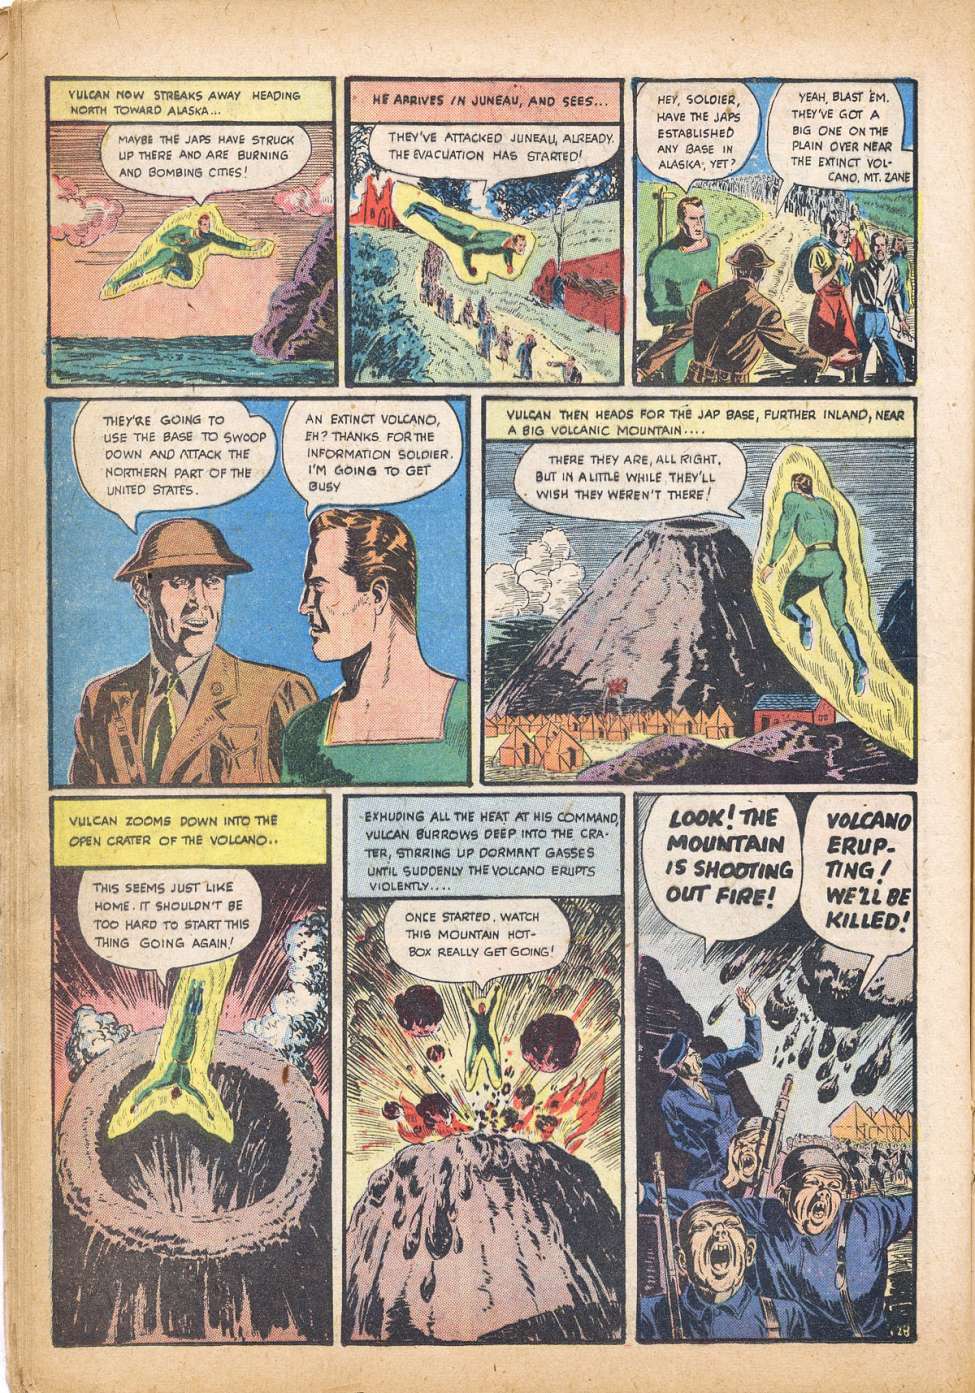 VULCAN NOW STREAKS AWAY HEADING
NORTH TOWARD ALASKA...
MAYBE THE JAPS HAVE STRUCK
UP THERE AND ARE BURNING
AND BOMBING CITIES!
HE ARRIVES IN JUNEAU, AND SEES...
THEY'VE ATTACKED JUNEAU, ALREADY.
THE EVACUATION HAS STARTED!
HEY, SOLDIER,
HAVE THE JAPS
ESTABLISHED
ANY BASE IN
ALASKA, YET?
YEAH, BLAST 'EM.
THEY'VE GOT A
BIG ONE ON THE
PLAIN OVER NEAR
THE EXTINCT VOL-
CANO, MT. ZANE
THEY'RE GOING TO
USE THE BASE TO SWOOP
DOWN AND ATTACK THE
NORTHERN PART OF THE
UNITED STATES.
AN EXTINCT VOLCANO,
EH? THANKS FOR THE
INFORMATION SOLDIER.
I'M GOING TO GET
BUSY
VULCAN THEN HEADS FOR THE JAP BASE, FURTHER INLAND, NEAR
A BIG VOLCANIC MOUNTAIN....
THERE THEY ARE, ALL RIGHT,
BUT IN A LITTLE WHILE THEY'LL
WISH THEY WEREN'T THERE!
VULCAN ZOOMS DOWN INTO THE
OPEN CRATER OF THE VOLCANO..
THIS SEEMS JUST LIKE
HOME. IT SHOULDN'T BE
TOO HARD TO START THIS
THING GOING AGAIN!
EXHUDING ALL THE HEAT AT HIS COMMAND,
VULCAN BURROWS DEEP INTO THE CRA-
TER, STIRRING UP DORMANT GASSES
UNTIL SUDDENLY THE VOLCANO ERUPTS
VIOLENTLY....
ONCE STARTED, WATCH
THIS MOUNTAIN HOT-
BOX REALLY GET GOING!
LOOK! THE
MOUNTAIN
IS SHOOTING
OUT FIRE!
VOLCANO
ERUP-
TING!
WE'LL BE
KILLED!
128